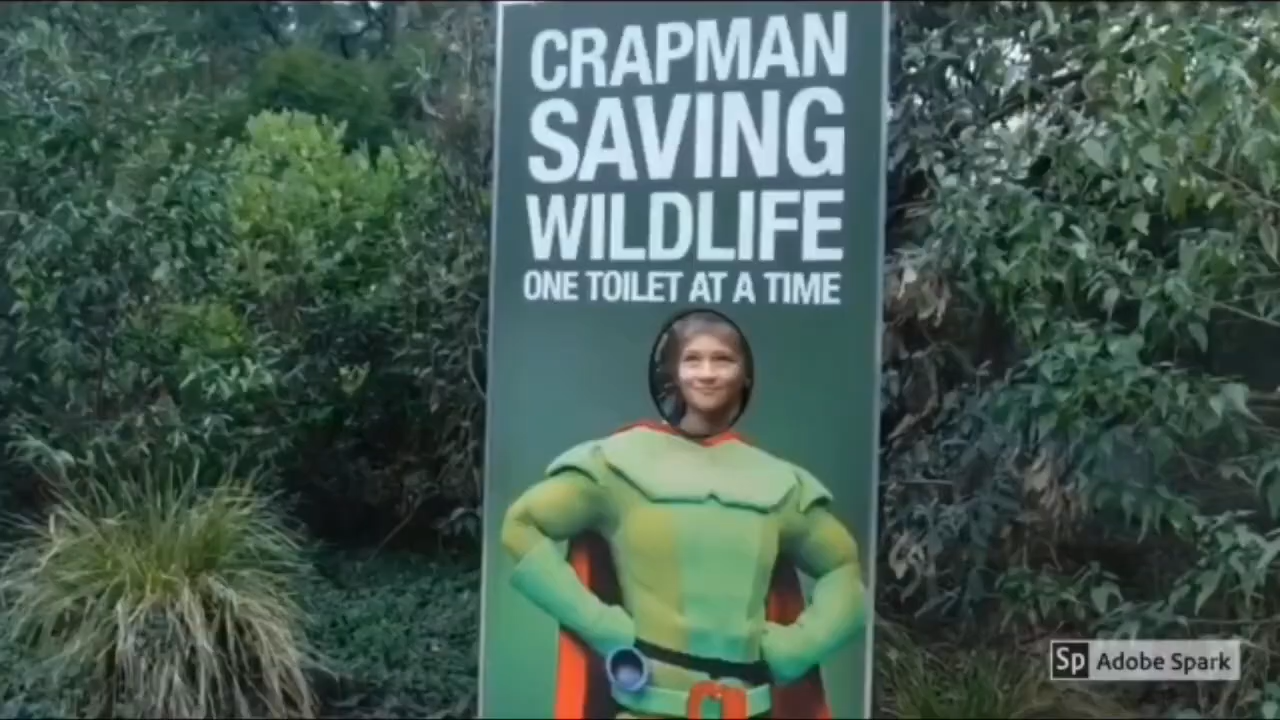 CRAPMAN
SAVING
WILDLIFE
ONE TOILET AT A TIME
Sp Adobe Spark